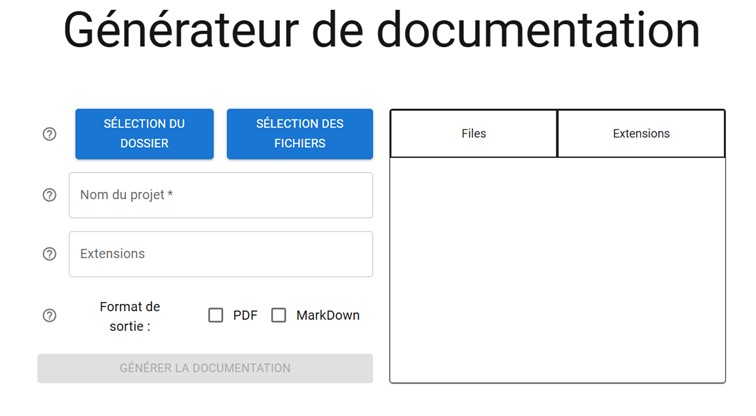 Générateur de documentation
SÉLECTION DU
DOSSIER
SÉLECTION DES
FICHIERS
Files
Extensions
Nom du projet *
Extensions
Format de
sortie :
PDF
MarkDown
GÉNÉRER LA DOCUMENTATION